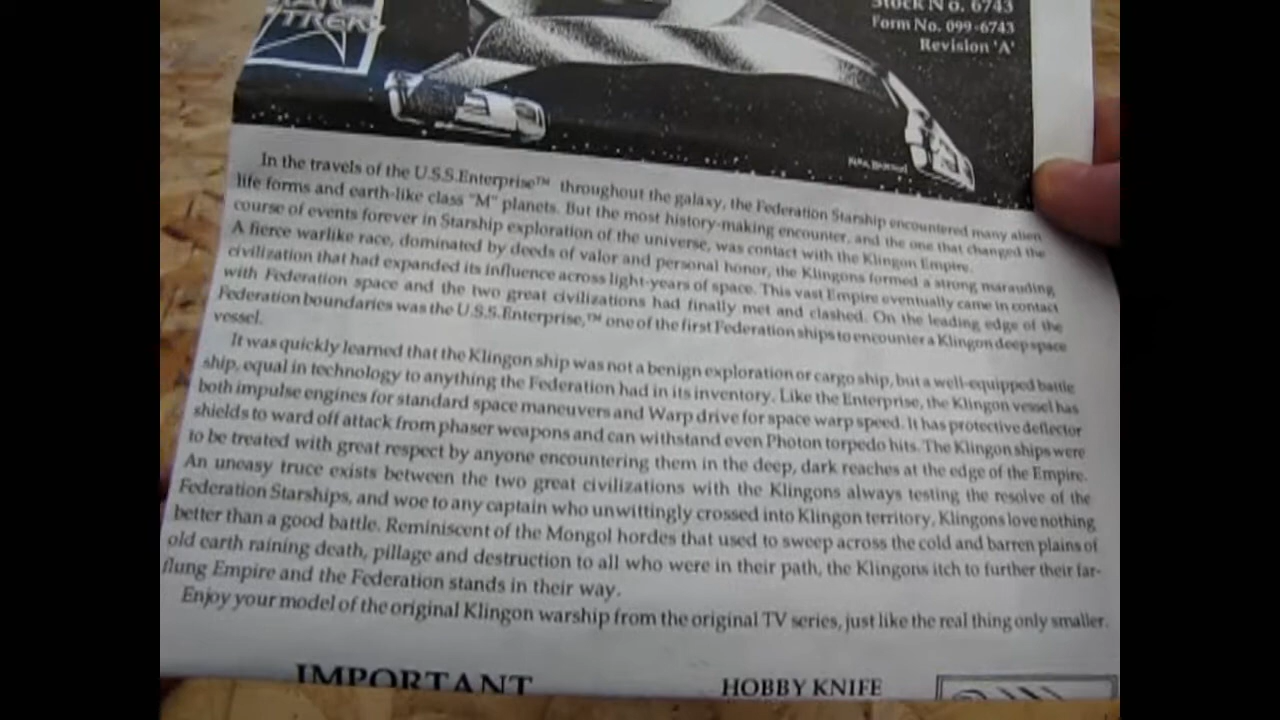 STAR
TREK
Stock No. 6743
Form No. 099-6743
Revision 'A'
In the travels of the U.S.S.Enterprise™ throughout the galaxy, the Federation Starship encountered many alien
life forms and earth-like class "M" planets. But the most history-making encounter, and the one that changed the
course of events forever in Starship exploration of the universe, was contact with the Klingon Empire.
A fierce warlike race, dominated by deeds of valor and personal honor, the Klingons formed a strong marauding
civilization that had expanded its influence across light-years of space. This vast Empire eventually came in contact
with Federation space and the two great civilizations had finally met and clashed. On the leading edge of the
Federation boundaries was the U.S.S.Enterprise,™ one of the first Federation ships to encounter a Klingon deep space
vessel.
It was quickly learned that the Klingon ship was not a benign exploration or cargo ship, but a well-equipped battle
ship, equal in technology to anything the Federation had in its inventory. Like the Enterprise, the Klingon vessel has
both impulse engines for standard space maneuvers and Warp drive for space warp speed. It has protective deflector
shields to ward off attack from phaser weapons and can withstand even Photon torpedo hits. The Klingon ships were
to be treated with great respect by anyone encountering them in the deep, dark reaches at the edge of the Empire.
An uneasy truce exists between the two great civilizations with the Klingons always testing the resolve of the
Federation Starships, and woe to any captain who unwittingly crossed into Klingon territory. Klingons love nothing
better than a good battle. Reminiscent of the Mongol hordes that used to sweep across the cold and barren plains of
old earth raining death, pillage and destruction to all who were in their path, the Klingons itch to further their far-
flung Empire and the Federation stands in their way.
Enjoy your model of the original Klingon warship from the original TV series, just like the real thing only smaller.
IMPORTANT
HOBBY KNIFE